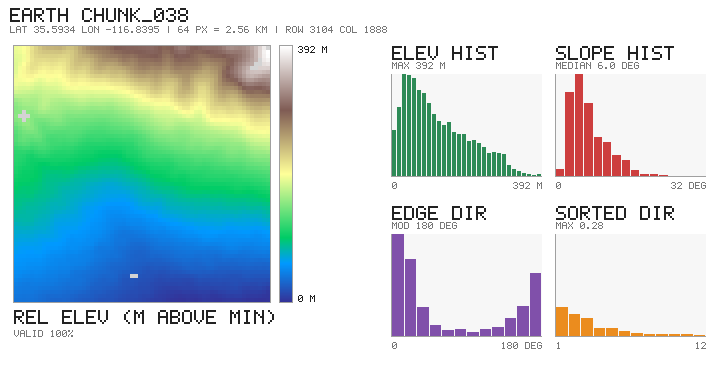 EARTH CHUNK_038
LAT 35.5934 LON -116.8395 | 64 PX = 2.56 KM | ROW 3104 COL 1888
392 M
0 M
REL ELEV (M ABOVE MIN)
VALID 100%
ELEV HIST
MAX 392 M
0 392 M
SLOPE HIST
MEDIAN 6.0 DEG
0 32 DEG
EDGE DIR
MOD 180 DEG
0 180 DEG
SORTED DIR
MAX 0.28
1 12